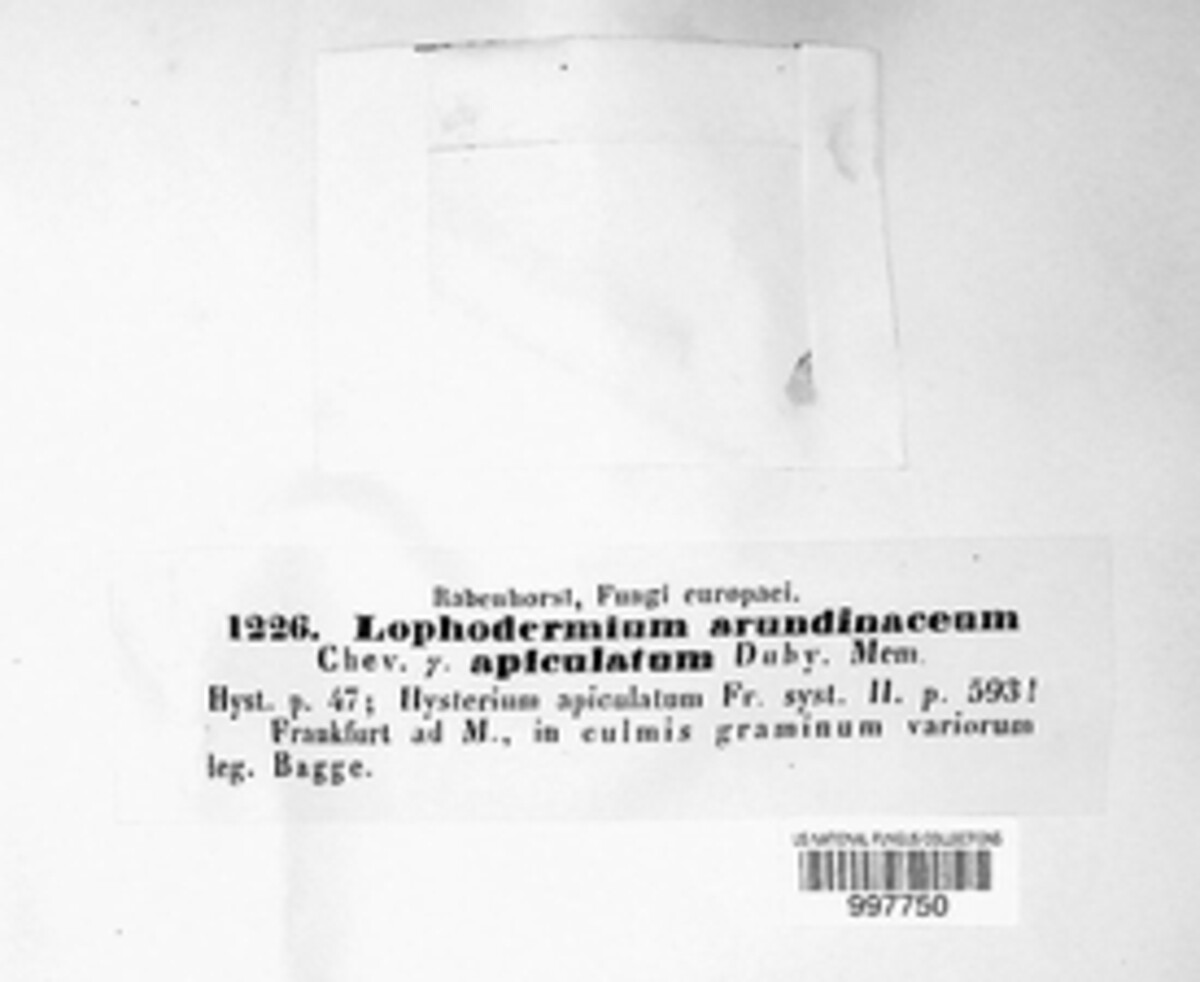 Rabenhorst, Fungi europaei.
1226. Lophodermium arundinaceum
Chev. γ. apiculatum Duby. Mem.
Hyst. p. 47; Hysterium apiculatum Fr. syst. II. p. 593!
Frankfurt ad M., in culmis graminum variorum
leg. Bagge.
US NATIONAL FUNGUS COLLECTIONS
997750